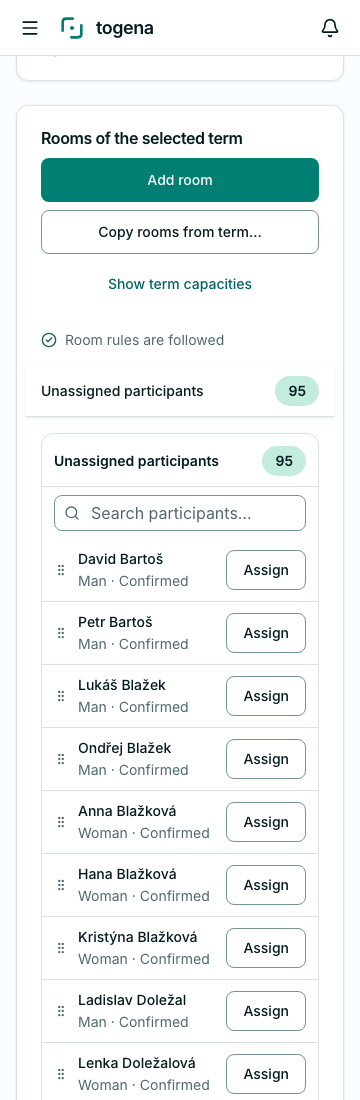 togena
Rooms of the selected term
Add room
Copy rooms from term...
Show term capacities
Room rules are followed
Unassigned participants 95
Unassigned participants 95
Search participants...
David Bartoš
Man · Confirmed
Assign
Petr Bartoš
Man · Confirmed
Assign
Lukáš Blažek
Man · Confirmed
Assign
Ondřej Blažek
Man · Confirmed
Assign
Anna Blažková
Woman · Confirmed
Assign
Hana Blažková
Woman · Confirmed
Assign
Kristýna Blažková
Woman · Confirmed
Assign
Ladislav Doležal
Man · Confirmed
Assign
Lenka Doležalová
Woman · Confirmed
Assign